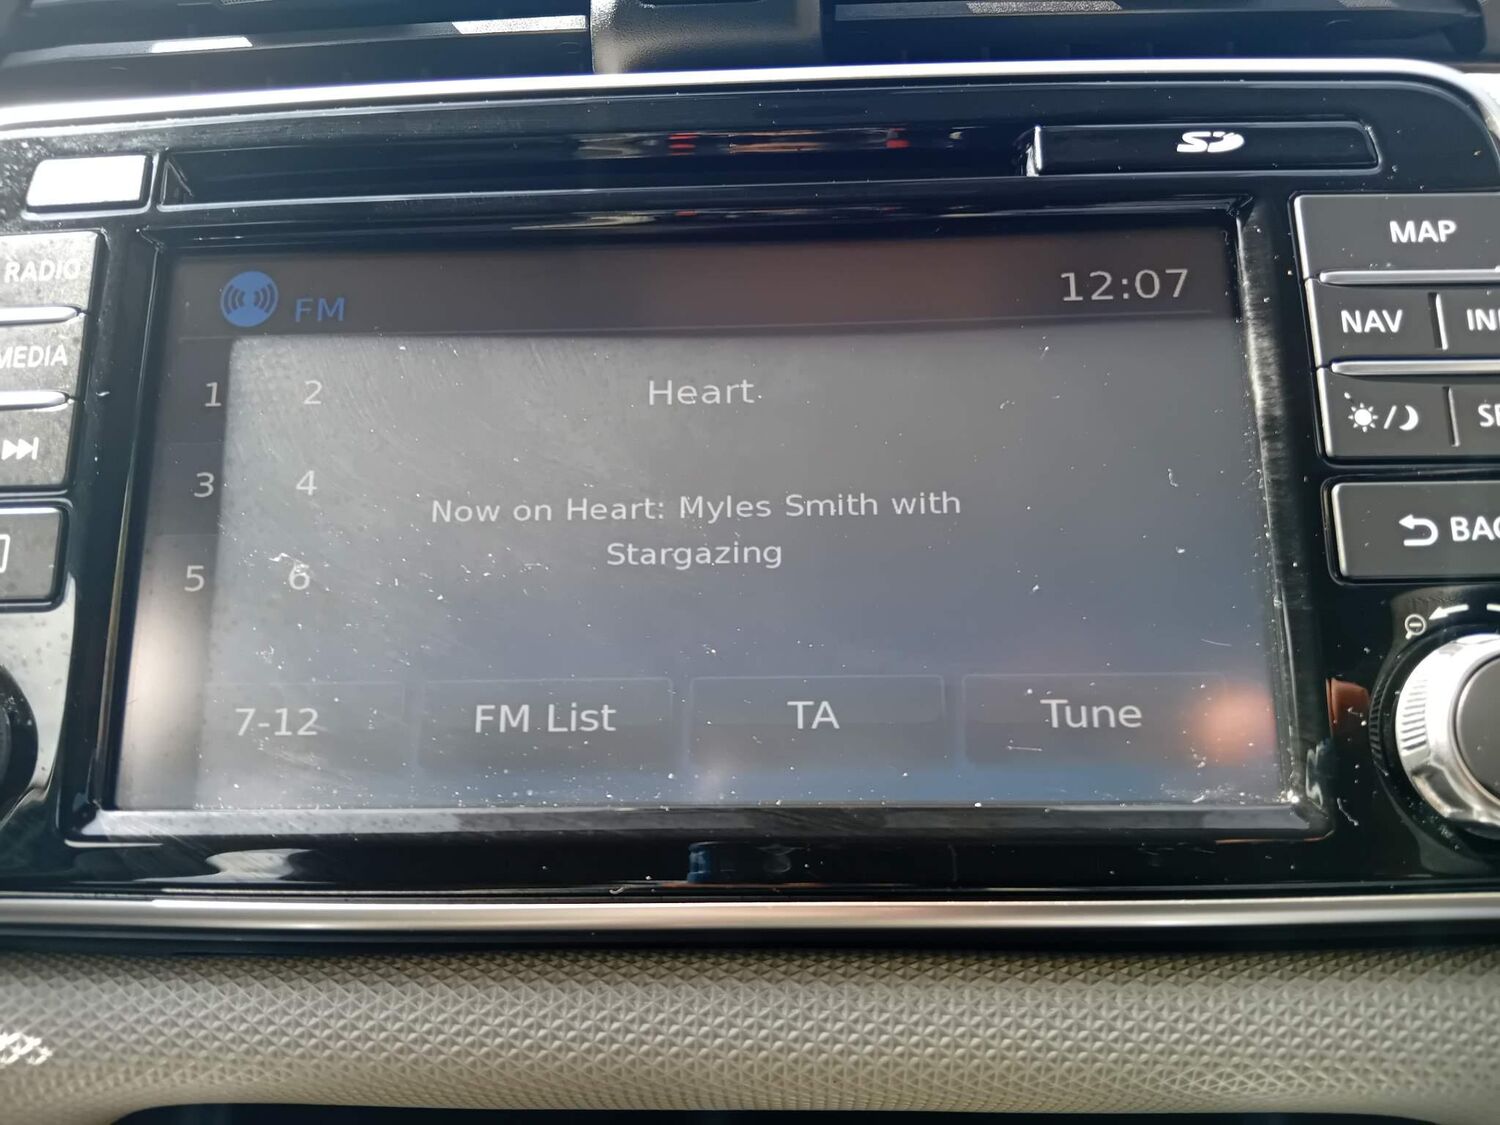 SD
RADIO
MEDIA
FM
12:07
MAP
NAV
1 2
3 4
5 6
Heart
Now on Heart: Myles Smith with
Stargazing
7-12
FM List
TA
Tune